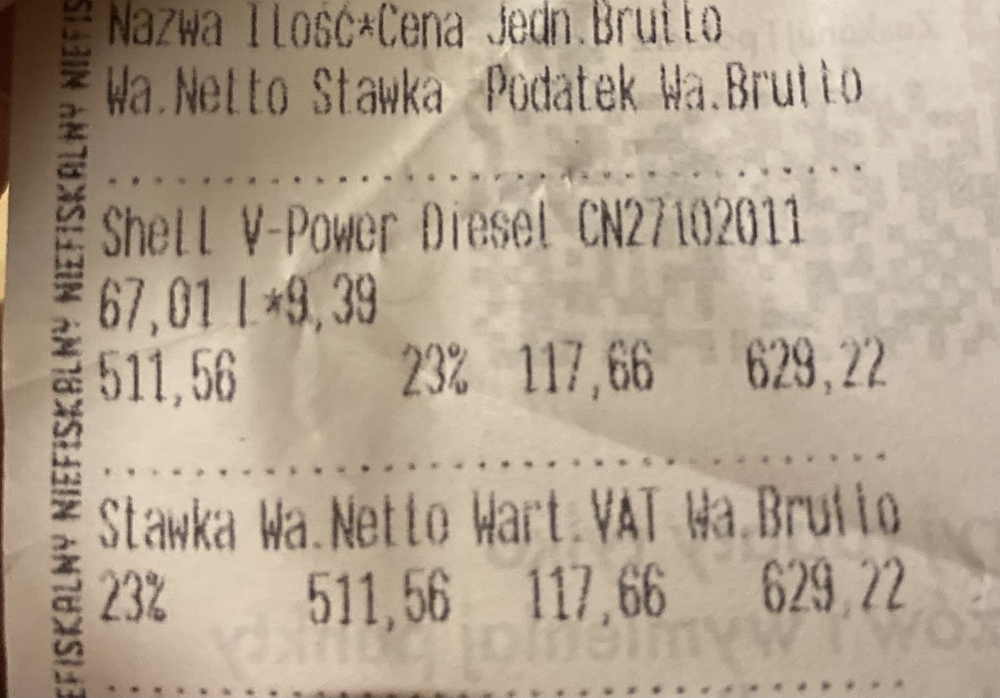 Nazwa Ilość*Cena Jedn.Brutto
Wa.Netto Stawka Podatek Wa.Brutto
Shell V-Power Diesel CN27102011
67,01 l *9,39
511,56 23% 117,66 629,22
Stawka Wa.Netto Wart.VAT Wa.Brutto
23% 511,56 117,66 629,22
NIEFISKALNY NIEFISKALNY NIEFISKALNY